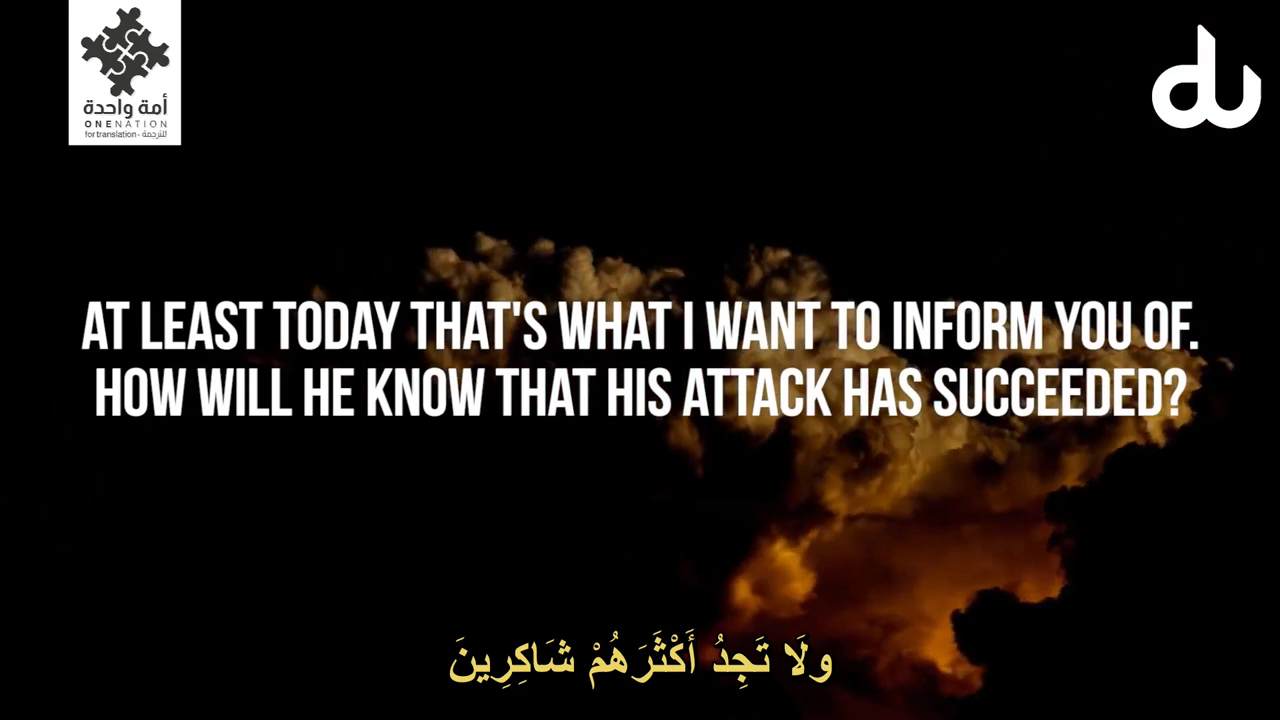 أمة واحدة
ONENATION
for translation - للترجمة
du
AT LEAST TODAY THAT'S WHAT I WANT TO INFORM YOU OF.
HOW WILL HE KNOW THAT HIS ATTACK HAS SUCCEEDED?
ولَا تَجِدُ أَكْثَرَهُمْ شَاكِرِينَ